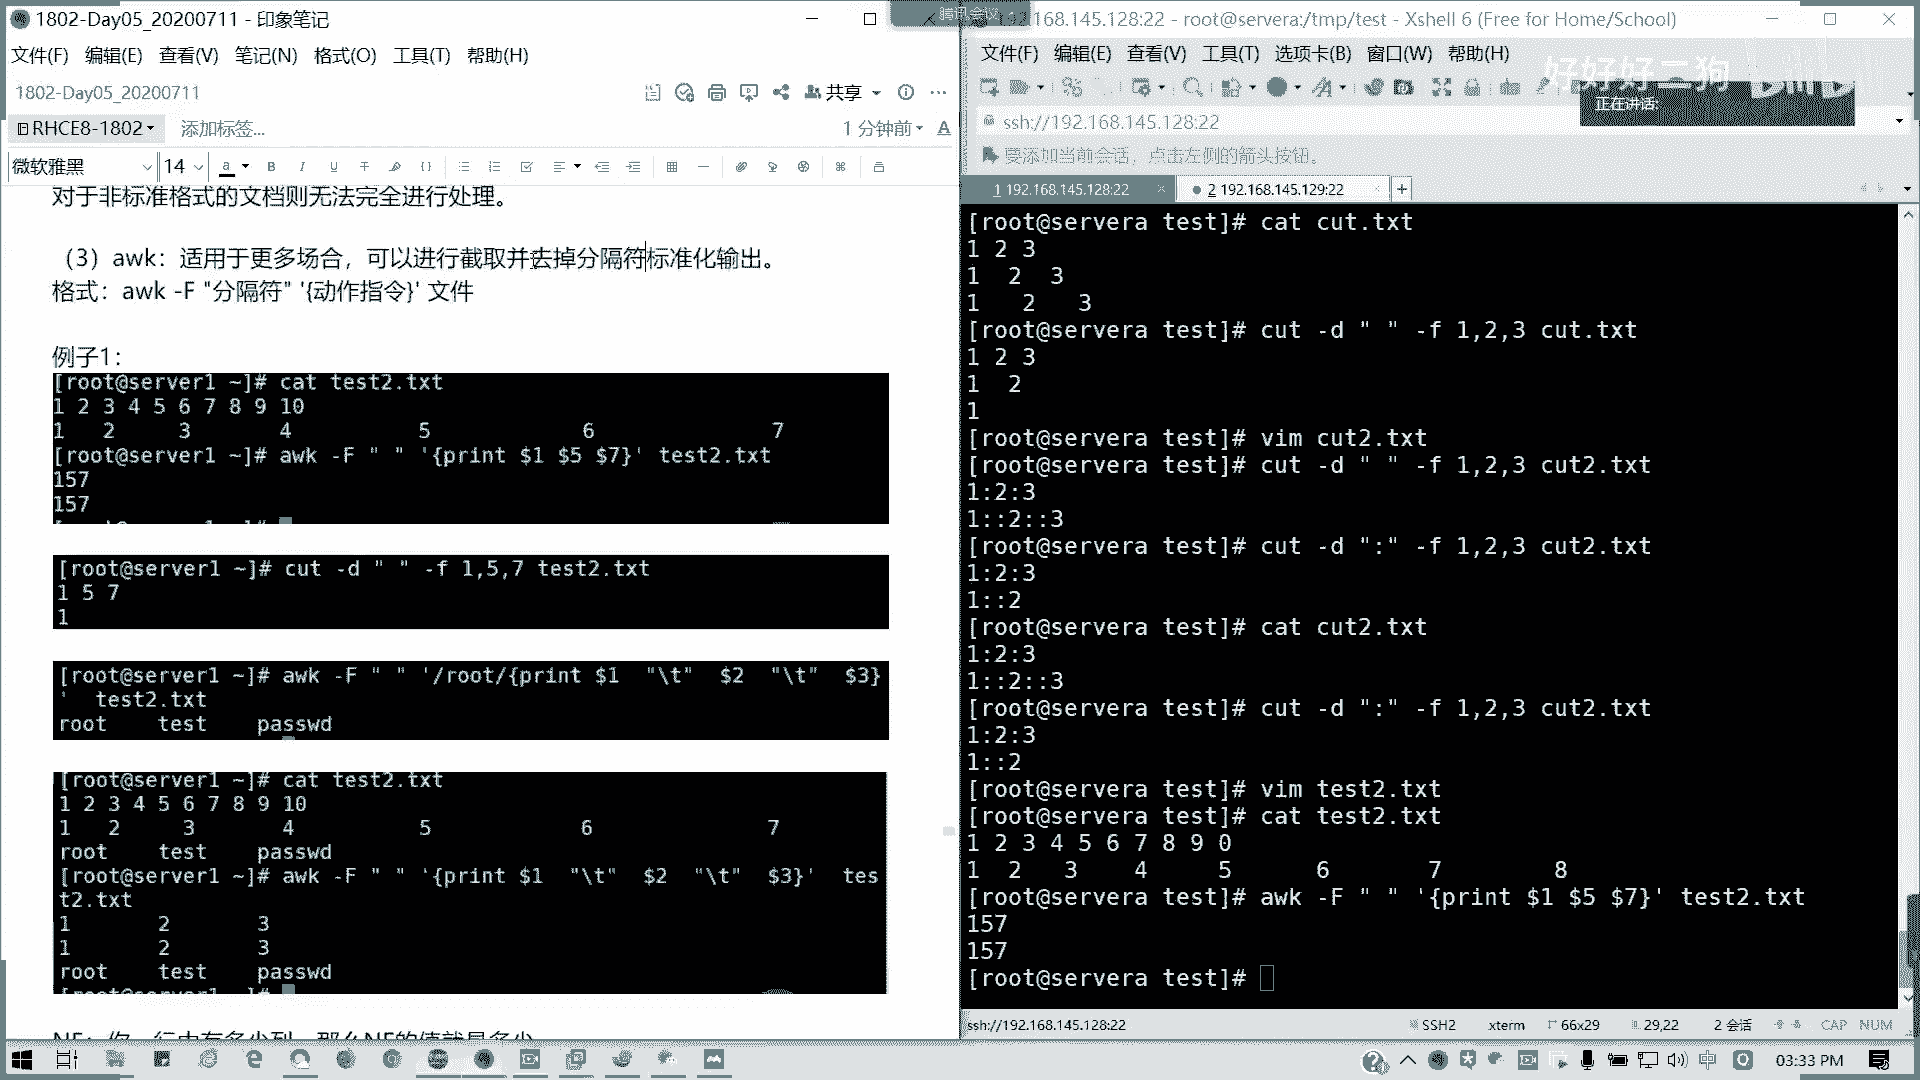 1802-Day05_20200711 - 印象笔记
文件(F) 编辑(E) 查看(V) 笔记(N) 格式(O) 工具(T) 帮助(H)
1802-Day05_20200711
共享
RHCE8-1802 添加标签...
1 分钟前
微软雅黑 14
对于非标准格式的文档则无法完全进行处理。
（3）awk：适用于更多场合，可以进行截取并去掉分隔符标准化输出。
格式：awk -F "分隔符" '{动作指令}' 文件
例子1：
[root@server1 ~]# cat test2.txt
1 2 3 4 5 6 7 8 9 10
1 2 3 4 5 6 7
[root@server1 ~]# awk -F " " '{print $1 $5 $7}' test2.txt
157
157
[root@server1 ~]# cut -d " " -f 1,5,7 test2.txt
1 5 7
1
[root@server1 ~]# awk -F " " '/root/{print $1 "\t" $2 "\t" $3}
' test2.txt
root test passwd
[root@server1 ~]# cat test2.txt
1 2 3 4 5 6 7 8 9 10
1 2 3 4 5 6 7
root test passwd
[root@server1 ~]# awk -F " " '{print $1 "\t" $2 "\t" $3}' tes
t2.txt
1 2 3
1 2 3
root test passwd
腾讯会议
192.168.145.128:22 - root@servera:/tmp/test - Xshell 6 (Free for Home/School)
文件(F) 编辑(E) 查看(V) 工具(T) 选项卡(B) 窗口(W) 帮助(H)
好好好二狗
正在讲话:
ssh://192.168.145.128:22
要添加当前会话，点击左侧的箭头按钮。
1 192.168.145.128:22 2 192.168.145.129:22
[root@servera test]# cat cut.txt
1 2 3
1  2  3
1   2   3
[root@servera test]# cut -d " " -f 1,2,3 cut.txt
1 2 3
1  2
1
[root@servera test]# vim cut2.txt
[root@servera test]# cut -d " " -f 1,2,3 cut2.txt
1:2:3
1::2::3
[root@servera test]# cut -d ":" -f 1,2,3 cut2.txt
1:2:3
1::2
[root@servera test]# cat cut2.txt
1:2:3
1::2::3
[root@servera test]# cut -d ":" -f 1,2,3 cut2.txt
1:2:3
1::2
[root@servera test]# vim test2.txt
[root@servera test]# cat test2.txt
1 2 3 4 5 6 7 8 9 0
1 2 3 4 5 6 7 8
[root@servera test]# awk -F " " '{print $1 $5 $7}' test2.txt
157
157
[root@servera test]#
ssh://192.168.145.128:22 SSH2 xterm 66x29 29,22 2 会话 CAP NUM
中 03:33 PM